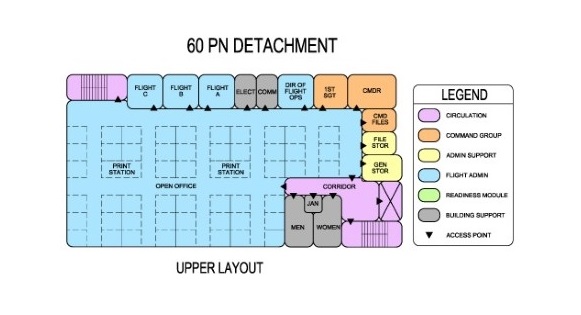 60 PN DETACHMENT
FLIGHT
C
FLIGHT
B
FLIGHT
A
ELECT
COMM
DIR OF
FLIGHT
OPS
1ST
SGT
CMDR
CMD
FILES
FILE
STOR
GEN
STOR
PRINT
STATION
PRINT
STATION
OPEN OFFICE
CORRIDOR
JAN
MEN
WOMEN
UPPER LAYOUT
LEGEND
CIRCULATION
COMMAND GROUP
ADMIN SUPPORT
FLIGHT ADMIN
READINESS MODULE
BUILDING SUPPORT
ACCESS POINT